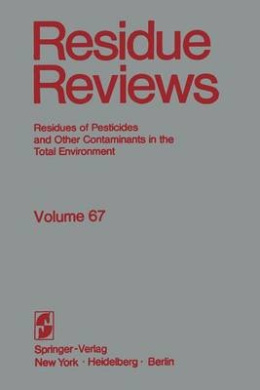 Residue
Reviews
Residues of Pesticides
and Other Contaminants in the
Total Environment
Volume 67
Springer-Verlag
New York · Heidelberg · Berlin